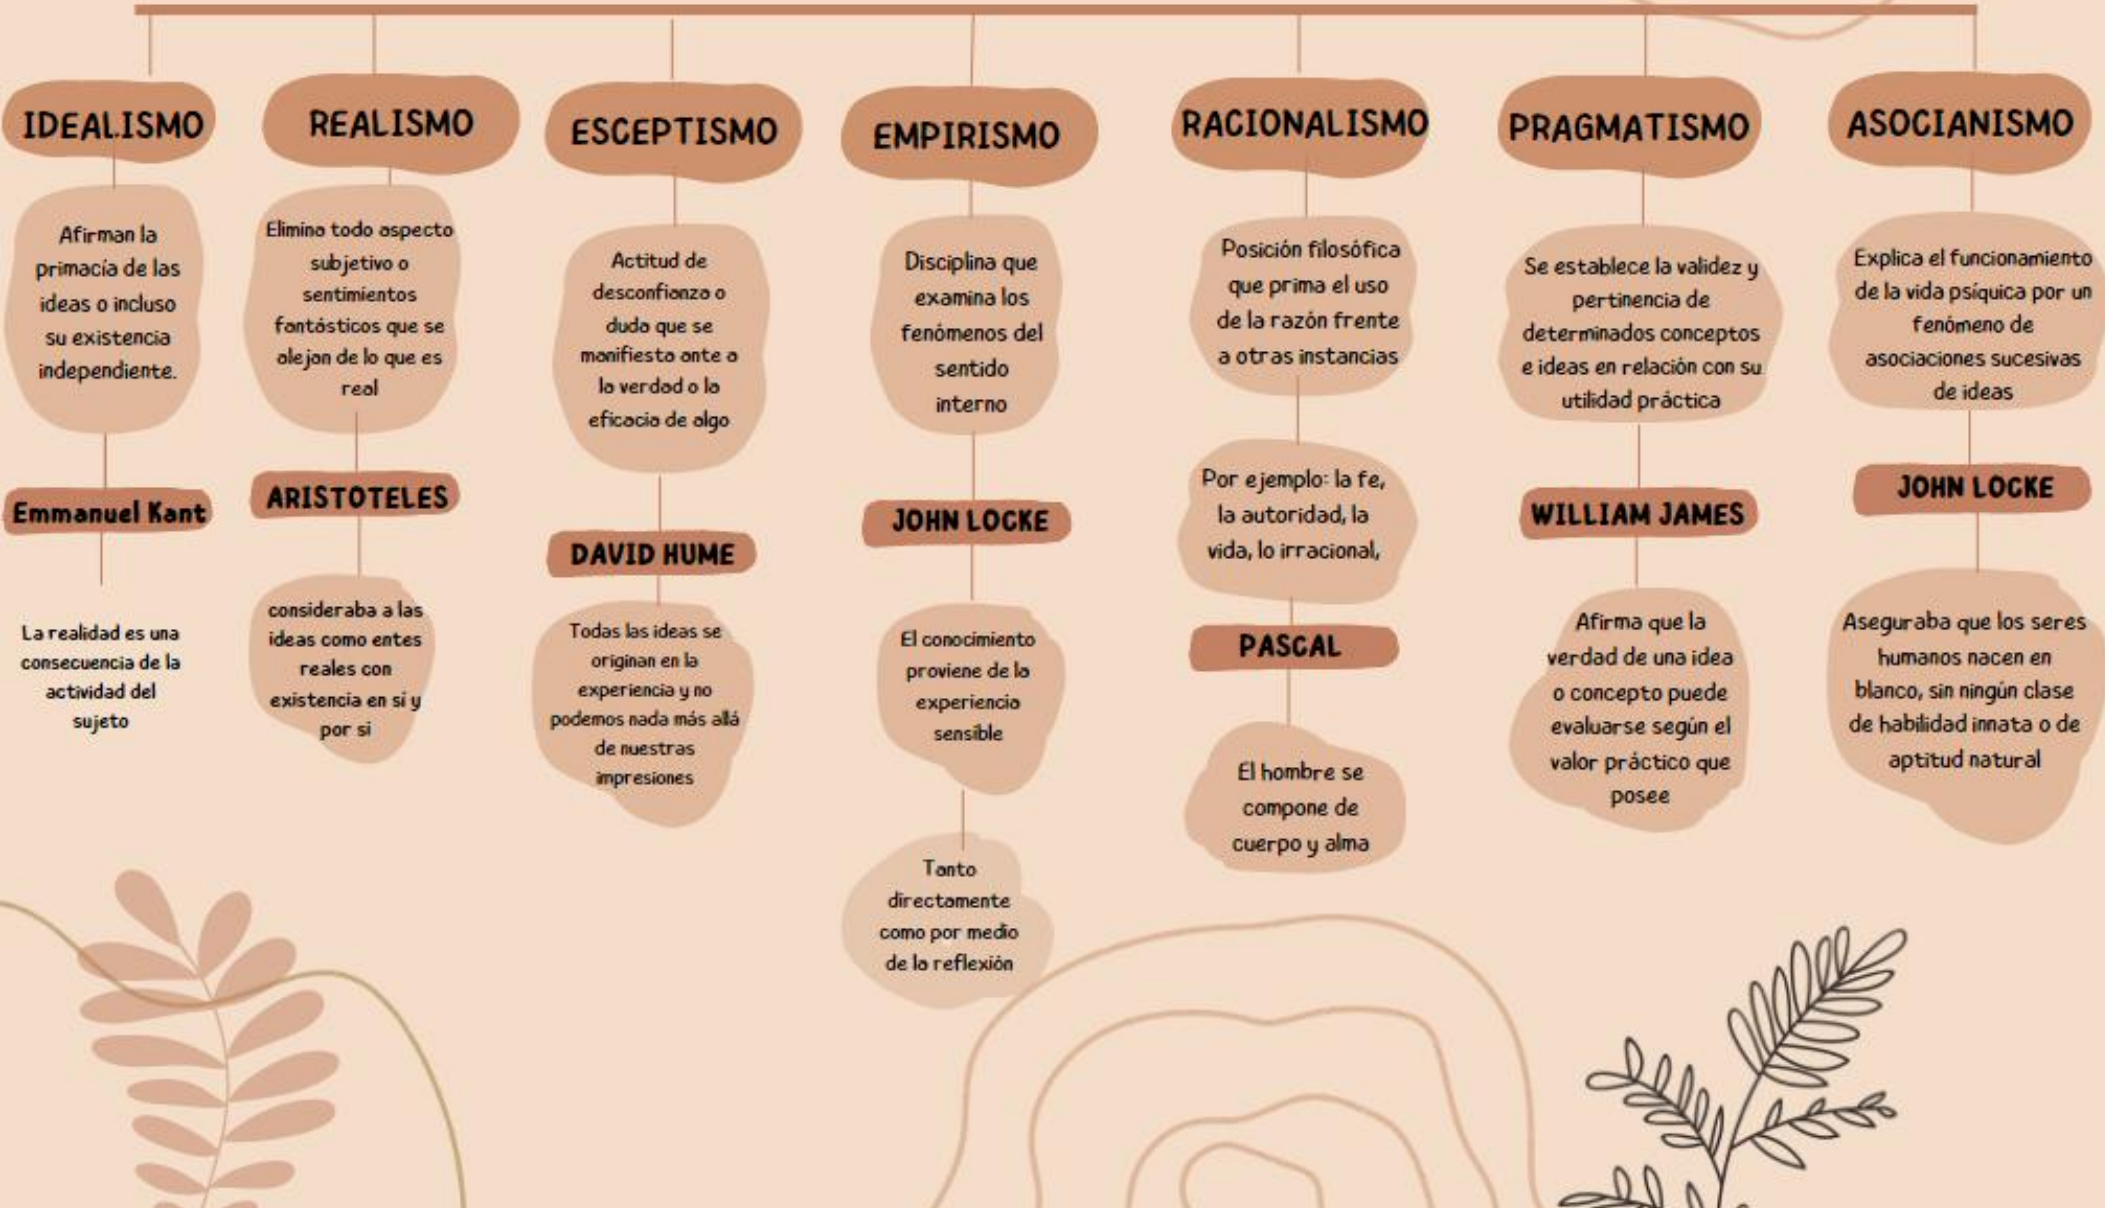 IDEALISMO
Afirman la
primacía de las
ideas o incluso
su existencia
independiente.
Emmanuel Kant
La realidad es una
consecuencia de la
actividad del
sujeto
REALISMO
Elimina todo aspecto
subjetivo o
sentimientos
fantásticos que se
alejan de lo que es
real
ARISTOTELES
consideraba a las
ideas como entes
reales con
existencia en sí y
por si
ESCEPTISMO
Actitud de
desconfianza o
duda que se
manifiesta ante a
la verdad o la
eficacia de algo
DAVID HUME
Todas las ideas se
originan en la
experiencia y no
podemos nada más allá
de nuestras
impresiones
EMPIRISMO
Disciplina que
examina los
fenómenos del
sentido
interno
JOHN LOCKE
El conocimiento
proviene de la
experiencia
sensible
Tanto
directamente
como por medio
de la reflexión
RACIONALISMO
Posición filosófica
que prima el uso
de la razón frente
a otras instancias
Por ejemplo: la fe,
la autoridad, la
vida, lo irracional,
PASCAL
El hombre se
compone de
cuerpo y alma
PRAGMATISMO
Se establece la validez y
pertinencia de
determinados conceptos
e ideas en relación con su
utilidad práctica
WILLIAM JAMES
Afirma que la
verdad de una idea
o concepto puede
evaluarse según el
valor práctico que
posee
ASOCIANISMO
Explica el funcionamiento
de la vida psíquica por un
fenómeno de
asociaciones sucesivas
de ideas
JOHN LOCKE
Aseguraba que los seres
humanos nacen en
blanco, sin ningún clase
de habilidad innata o de
aptitud natural